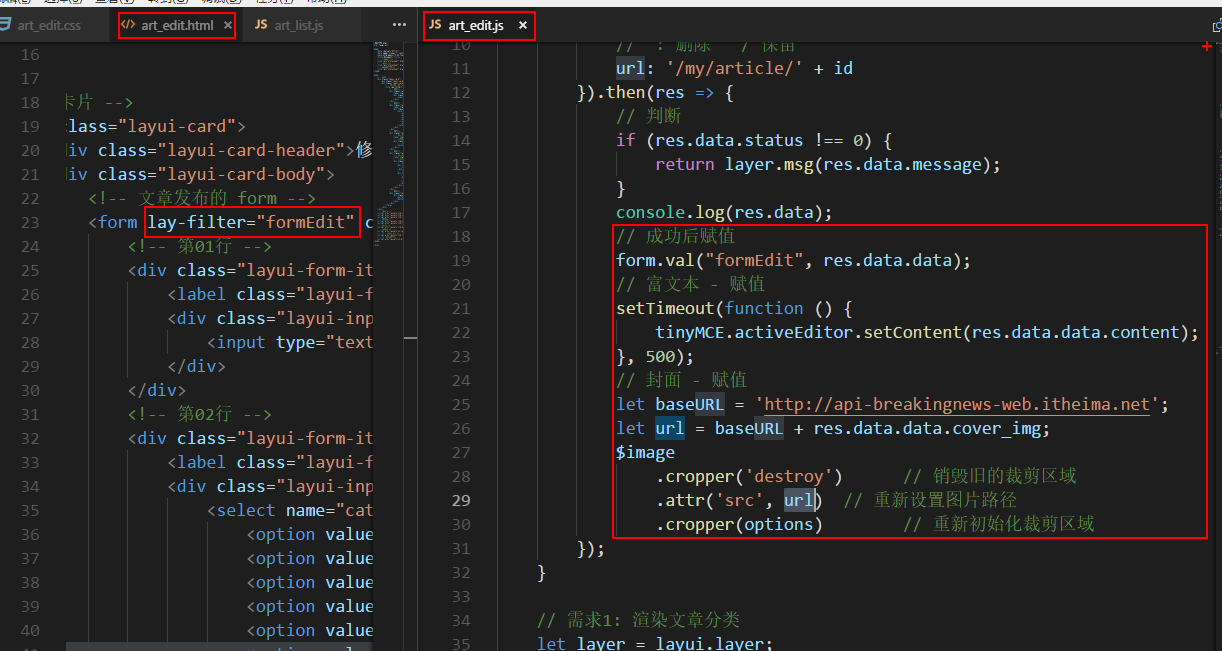 art_edit.css
art_edit.html ×
JS art_list.js
···
16
17
18 卡片 -->
19 class="layui-card">
20 iv class="layui-card-header">修
21 iv class="layui-card-body">
22 <!-- 文章发布的 form -->
23 <form lay-filter="formEdit" c
24 <!-- 第01行 -->
25 <div class="layui-form-it
26 <label class="layui-f
27 <div class="layui-inp
28 <input type="text
29 </div>
30 </div>
31 <!-- 第02行 -->
32 <div class="layui-form-it
33 <label class="layui-f
34 <div class="layui-inp
35 <select name="cat
36 <option value
37 <option value
38 <option value
39 <option value
40 <option value
JS art_edit.js ×
10 // : 删除 / 保留
11 url: '/my/article/' + id
12 }).then(res => {
13 // 判断
14 if (res.data.status !== 0) {
15 return layer.msg(res.data.message);
16 }
17 console.log(res.data);
18 // 成功后赋值
19 form.val("formEdit", res.data.data);
20 // 富文本 - 赋值
21 setTimeout(function () {
22 tinyMCE.activeEditor.setContent(res.data.data.content);
23 }, 500);
24 // 封面 - 赋值
25 let baseURL = 'http://api-breakingnews-web.itheima.net';
26 let url = baseURL + res.data.data.cover_img;
27 $image
28 .cropper('destroy') // 销毁旧的裁剪区域
29 .attr('src', url) // 重新设置图片路径
30 .cropper(options) // 重新初始化裁剪区域
31 });
32 }
33
34 // 需求1: 渲染文章分类
35 let layer = layui.layer;